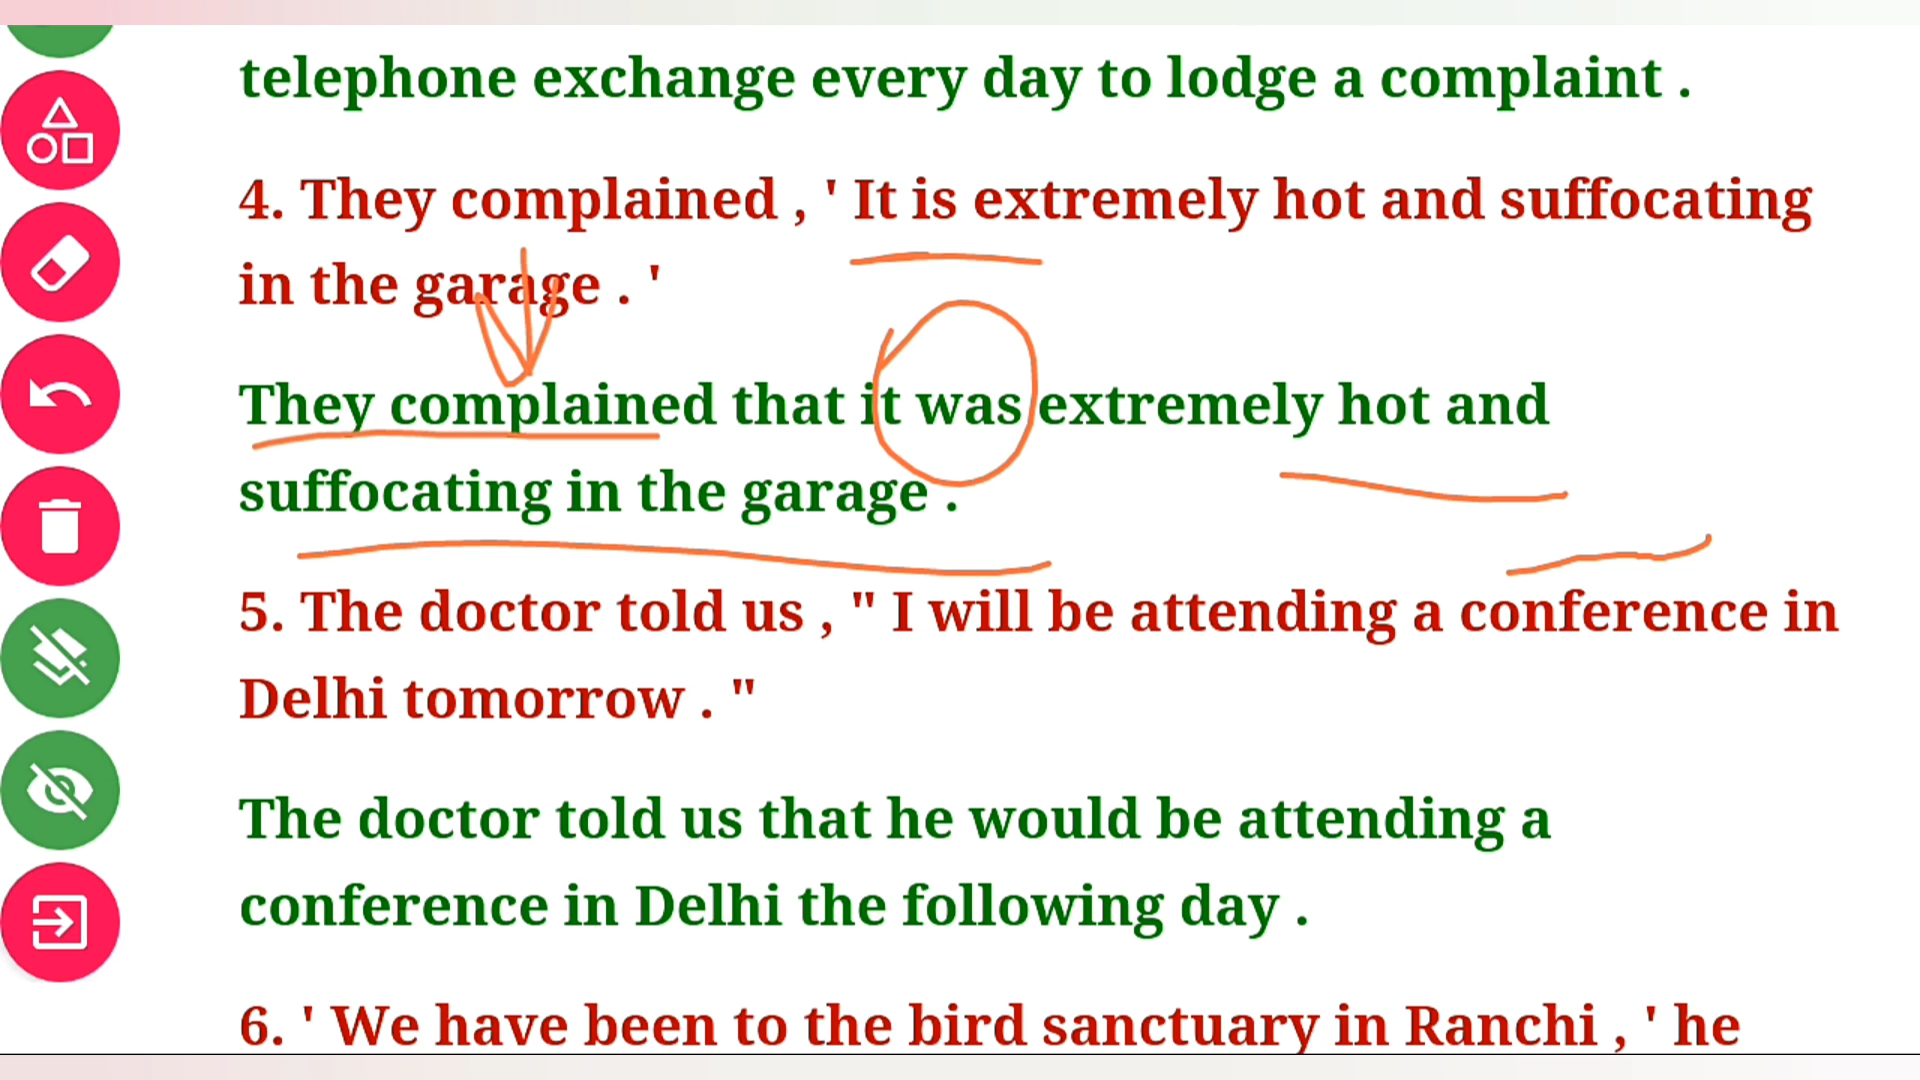 telephone exchange every day to lodge a complaint .
4. They complained , ' It is extremely hot and suffocating
in the garage . '
They complained that it was extremely hot and
suffocating in the garage .
5. The doctor told us , " I will be attending a conference in
Delhi tomorrow . "
The doctor told us that he would be attending a
conference in Delhi the following day .
6. ' We have been to the bird sanctuary in Ranchi , ' he